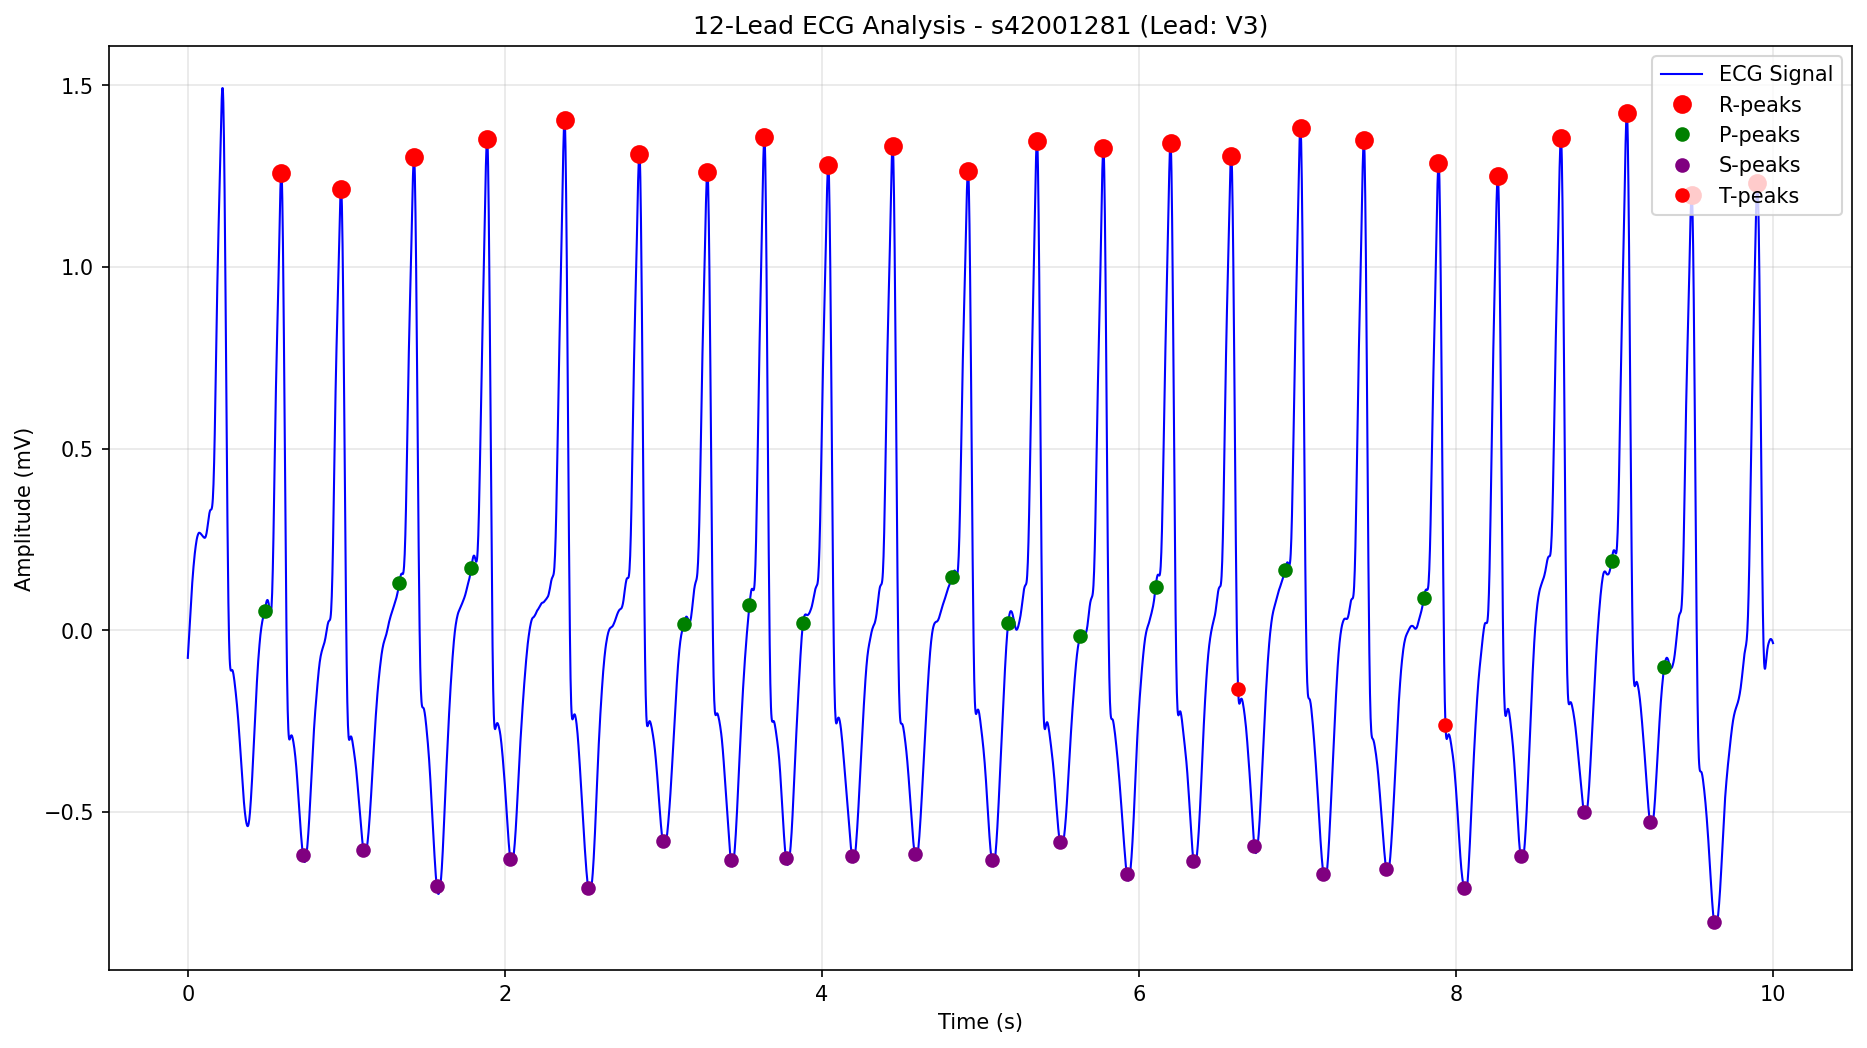 12-Lead ECG Analysis - s42001281 (Lead: V3)
ECG Signal
R-peaks
P-peaks
S-peaks
T-peaks
Amplitude (mV)
1.5
1.0
0.5
0.0
−0.5
0 2 4 6 8 10
Time (s)